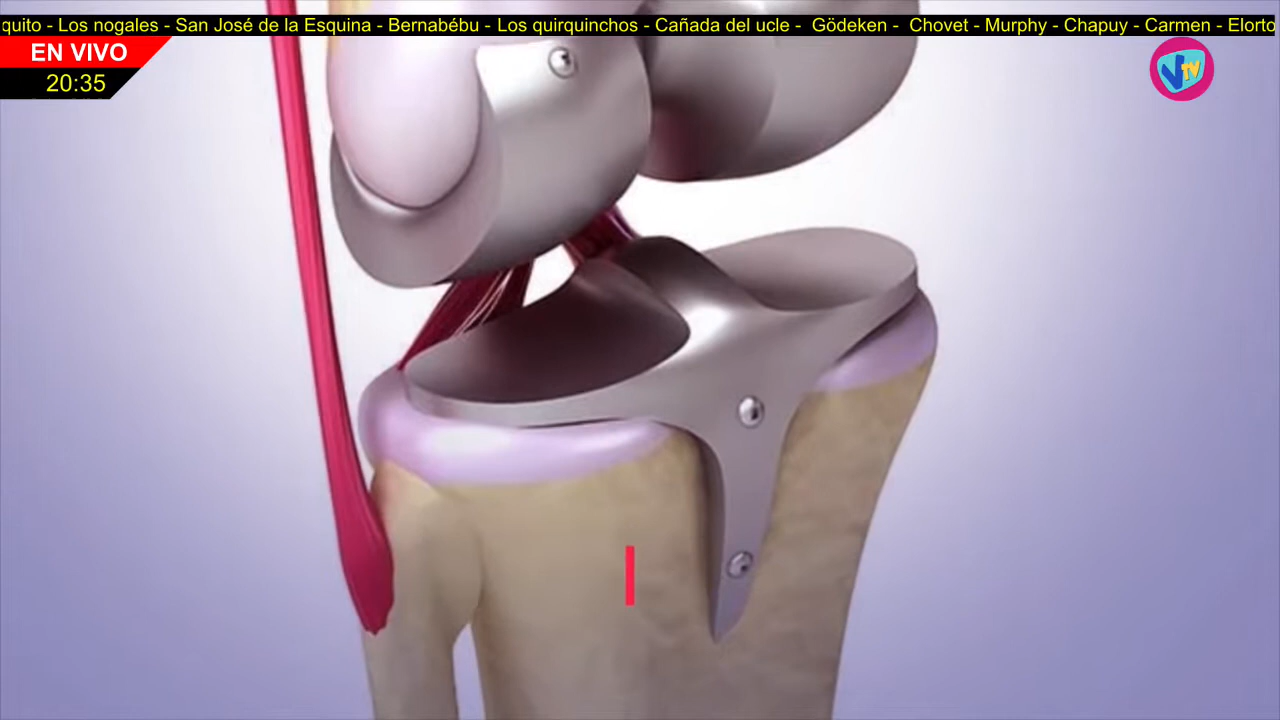 quito - Los nogales - San José de la Esquina - Bernabébu - Los quirquinchos - Cañada del ucle - Gödeken - Chovet - Murphy - Chapuy - Carmen - Elorto
EN VIVO
20:35
VTV